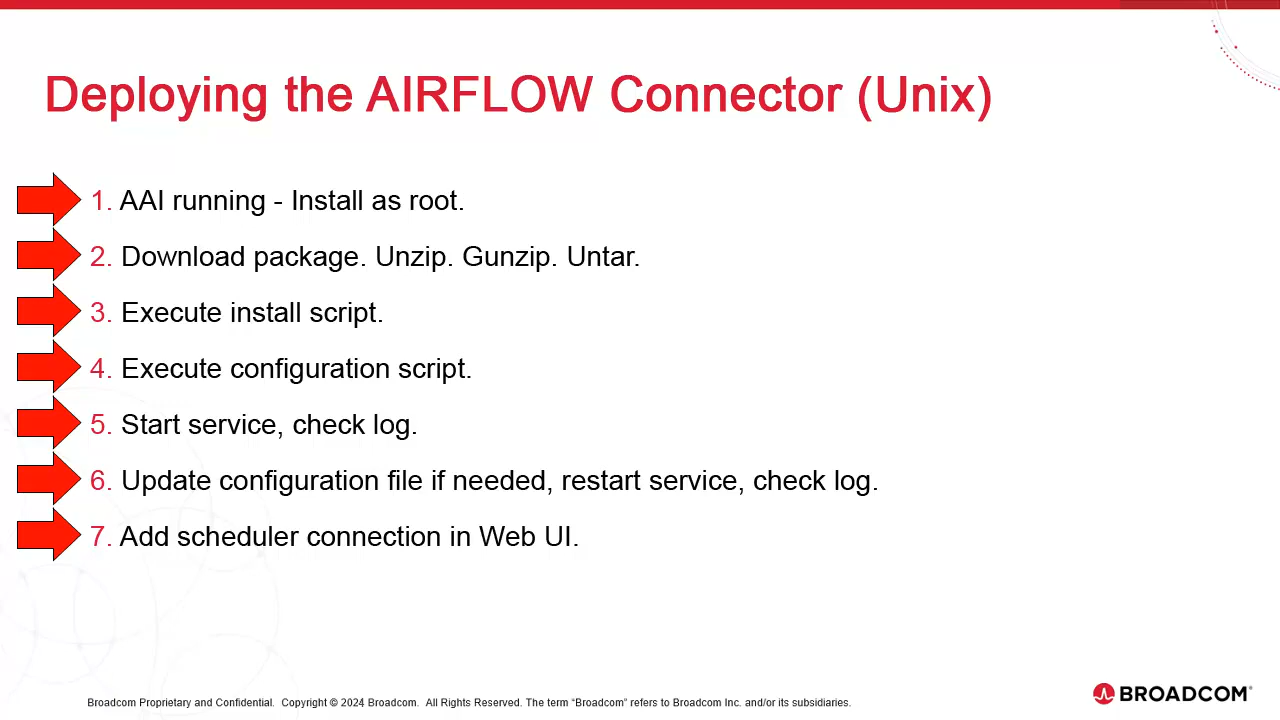 Deploying the AIRFLOW Connector (Unix)
1. AAI running - Install as root.
2. Download package. Unzip. Gunzip. Untar.
3. Execute install script.
4. Execute configuration script.
5. Start service, check log.
6. Update configuration file if needed, restart service, check log.
7. Add scheduler connection in Web UI.
Broadcom Proprietary and Confidential. Copyright © 2024 Broadcom. All Rights Reserved. The term “Broadcom” refers to Broadcom Inc. and/or its subsidiaries.
BROADCOM®